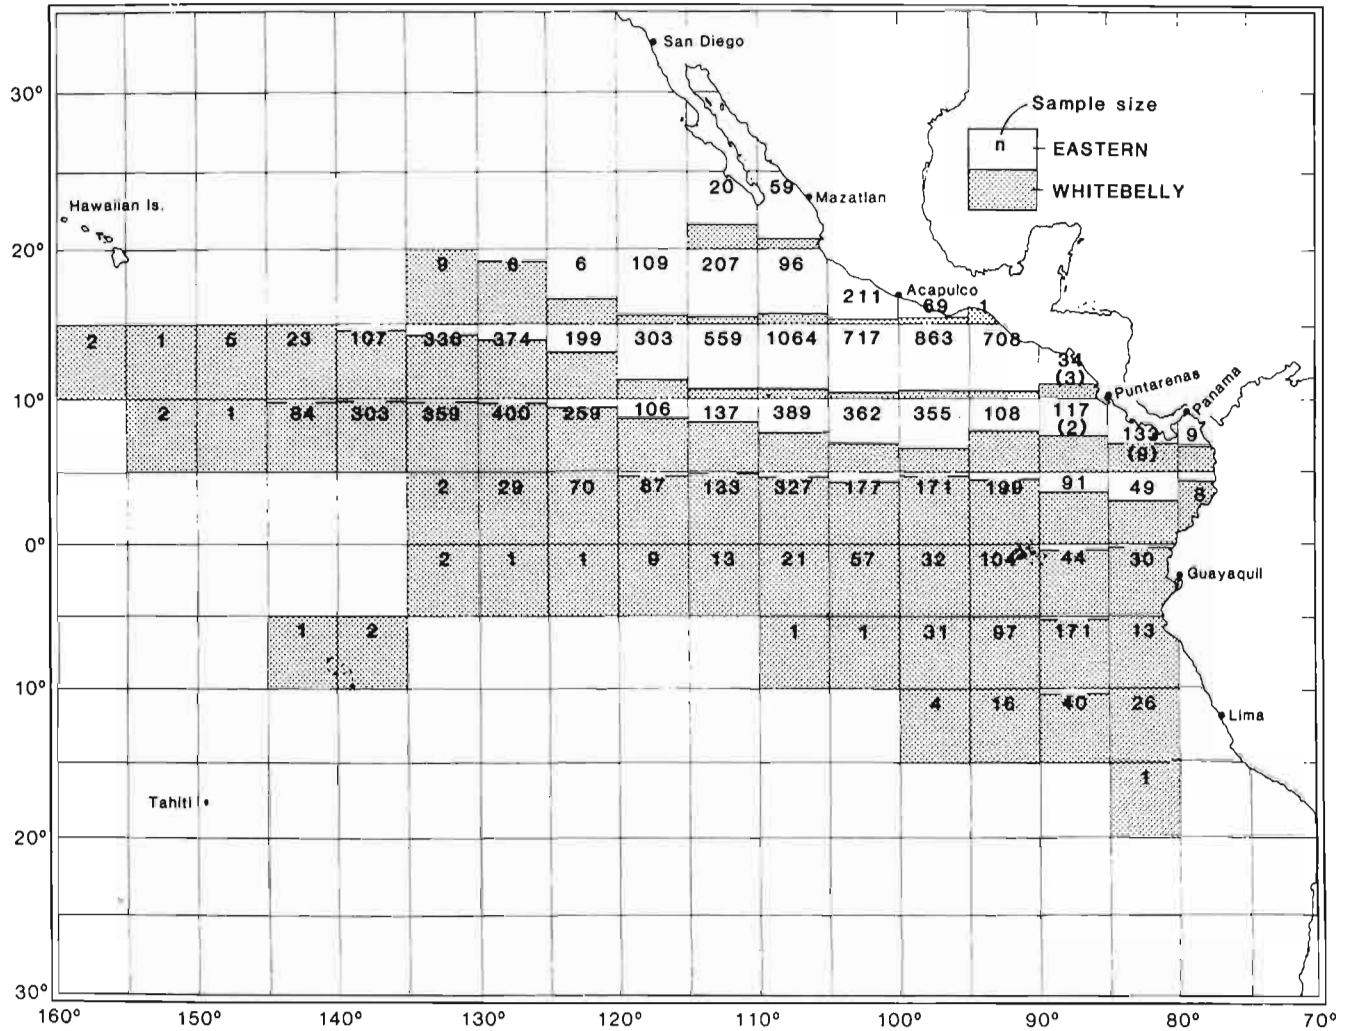 San Diego
30°
Sample size
n
EASTERN
WHITEBELLY
20 59
Mazatlan
Hawaiian Is.
20°
9 6 6 109 207 96
211 Acapulco 69 1
2 1 5 23 107 336 374 199 303 559 1064 717 863 708
34
(3)
Puntarenas
Panama
10°
2 1 84 303 359 400 259 106 137 389 362 355 108 117
(2)
133 9
(9)
2 29 70 87 133 327 177 171 199 91 49 8
0°
2 1 1 9 13 21 57 32 104 44 30
Guayaquil
1 2 1 1 31 97 171 13
10°
4 16 40 26
Lima
1
Tahiti
20°
30°
160° 150° 140° 130° 120° 110° 100° 90° 80° 70°